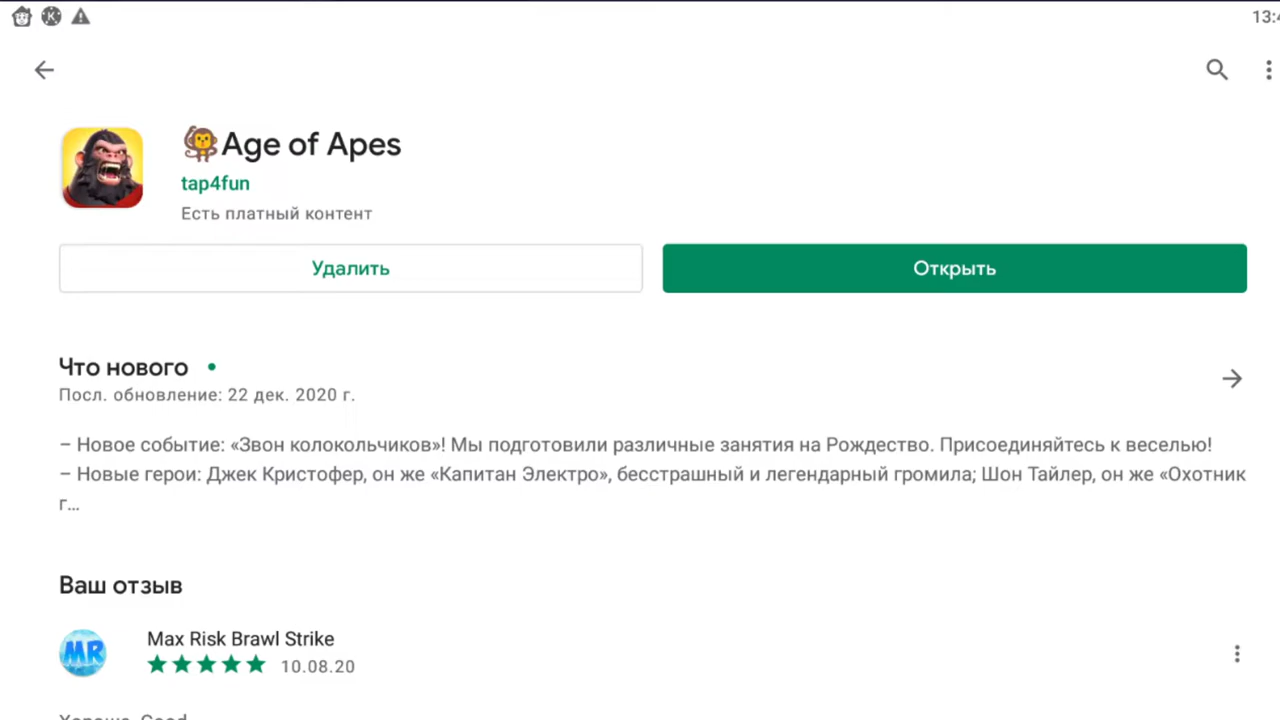 13:4
Age of Apes
tap4fun
Есть платный контент
Удалить
Открыть
Что нового
Посл. обновление: 22 дек. 2020 г.
– Новое событие: «Звон колокольчиков»! Мы подготовили различные занятия на Рождество. Присоединяйтесь к веселью!
– Новые герои: Джек Кристофер, он же «Капитан Электро», бесстрашный и легендарный громила; Шон Тайлер, он же «Охотник
г...
Ваш отзыв
MR
Max Risk Brawl Strike
10.08.20
Хорошо Good